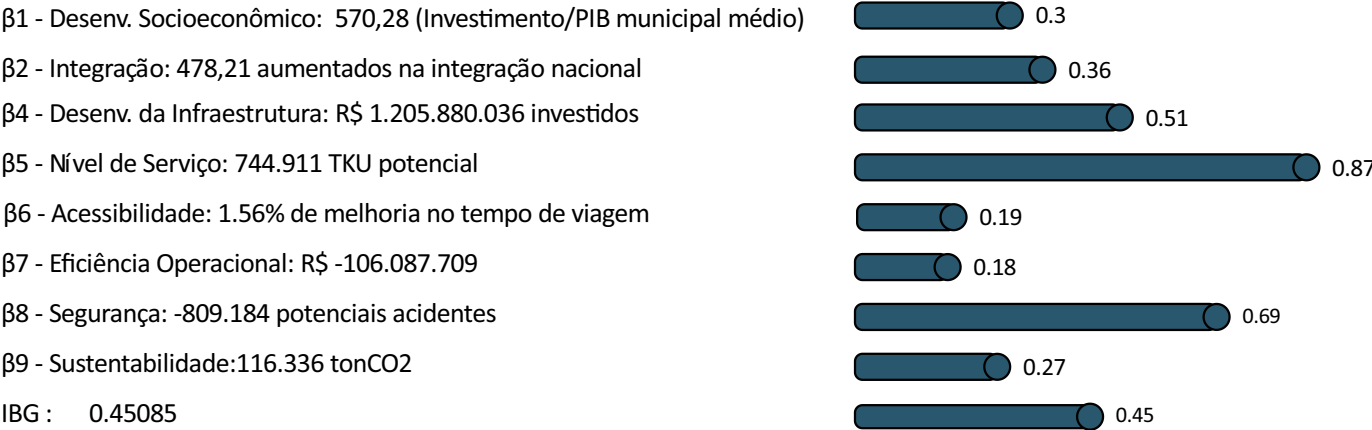 β1 - Desenv. Socioeconômico: 570,28 (Investimento/PIB municipal médio) 0.3
β2 - Integração: 478,21 aumentados na integração nacional 0.36
β4 - Desenv. da Infraestrutura: R$ 1.205.880.036 investidos 0.51
β5 - Nível de Serviço: 744.911 TKU potencial 0.87
β6 - Acessibilidade: 1.56% de melhoria no tempo de viagem 0.19
β7 - Eficiência Operacional: R$ -106.087.709 0.18
β8 - Segurança: -809.184 potenciais acidentes 0.69
β9 - Sustentabilidade:116.336 tonCO2 0.27
IBG : 0.45085 0.45